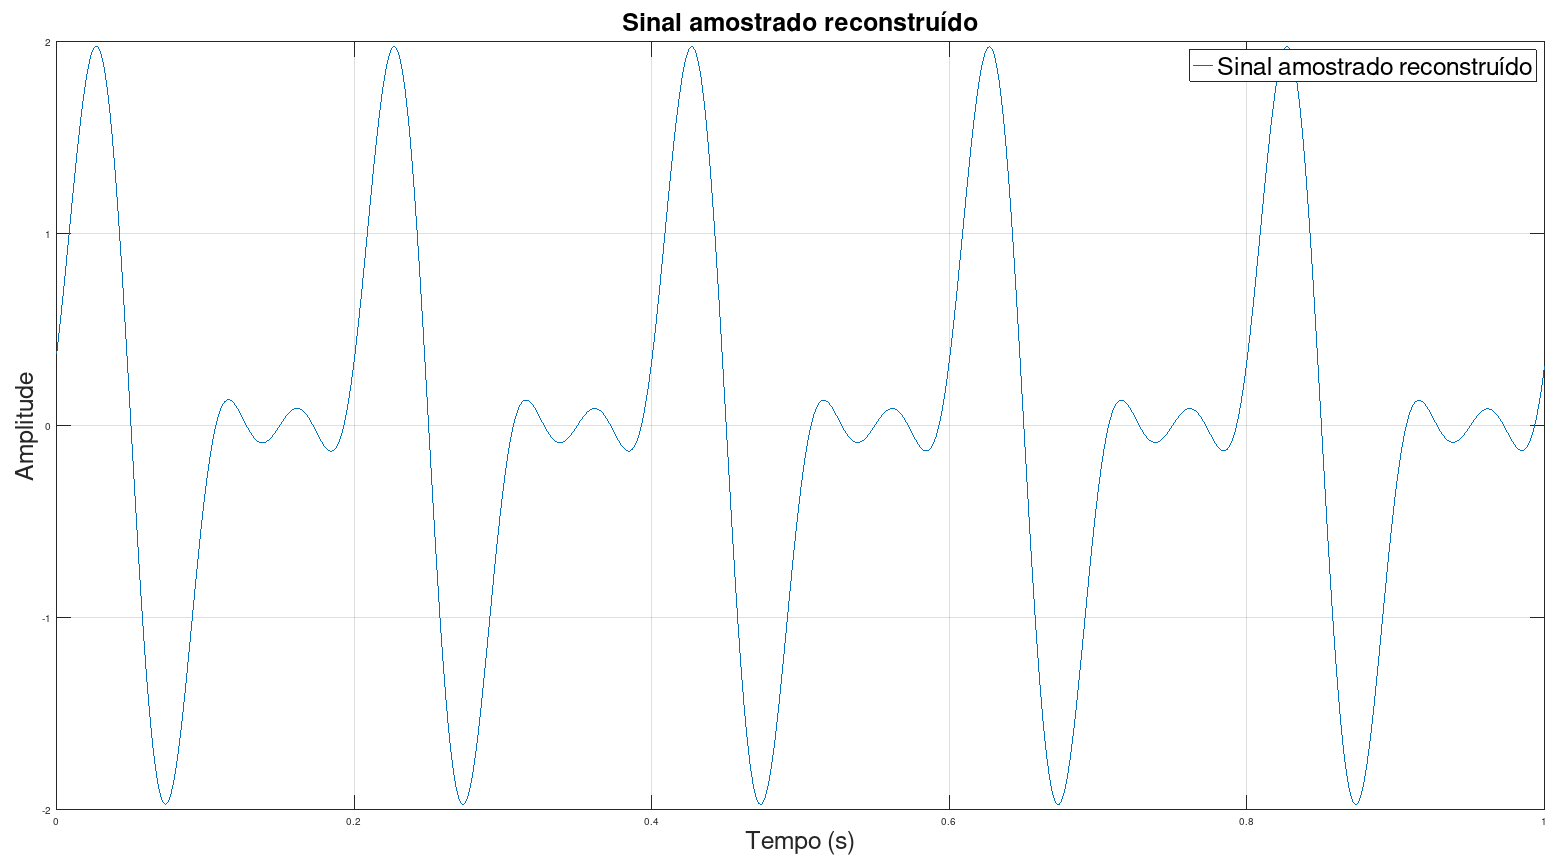 Sinal amostrado reconstruído
2
Sinal amostrado reconstruído
1
0
-1
-2
Amplitude
0
0.2
0.4
0.6
0.8
1
Tempo (s)